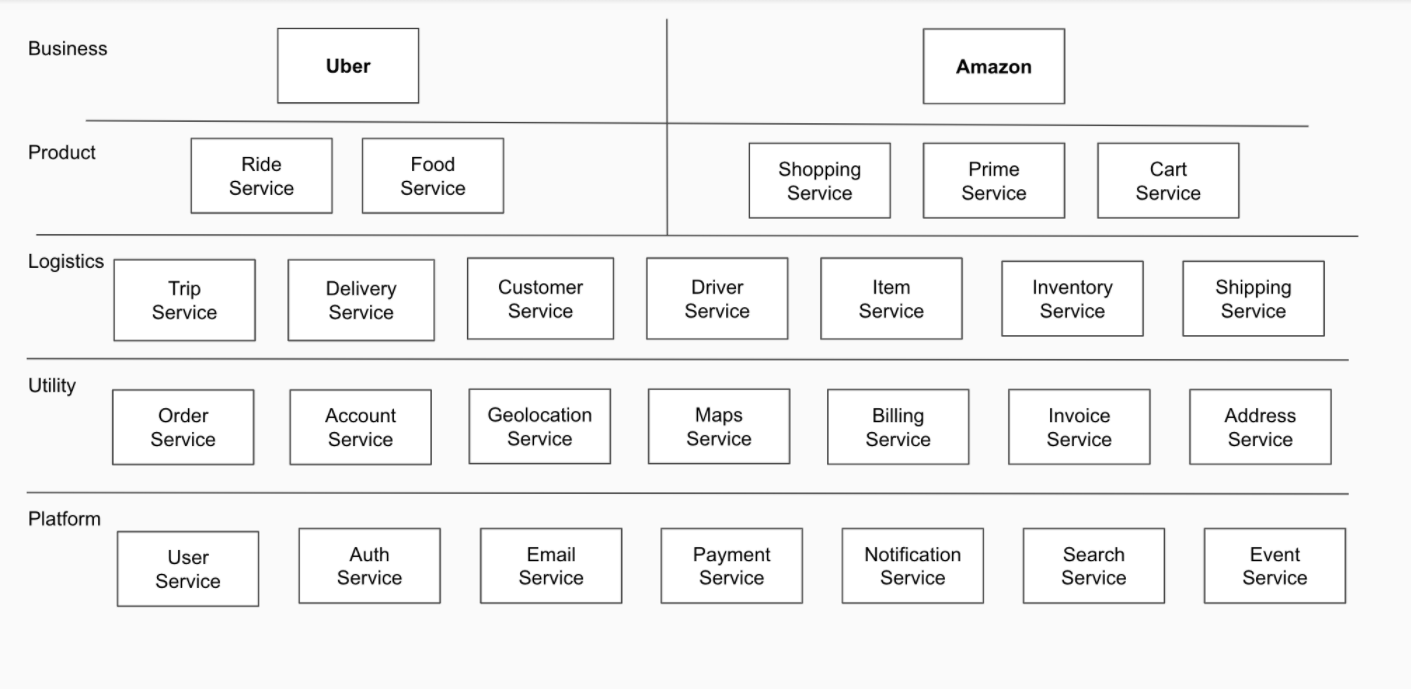 Business
Uber
Amazon
Product
Ride
Service
Food
Service
Shopping
Service
Prime
Service
Cart
Service
Logistics
Trip
Service
Delivery
Service
Customer
Service
Driver
Service
Item
Service
Inventory
Service
Shipping
Service
Utility
Order
Service
Account
Service
Geolocation
Service
Maps
Service
Billing
Service
Invoice
Service
Address
Service
Platform
User
Service
Auth
Service
Email
Service
Payment
Service
Notification
Service
Search
Service
Event
Service